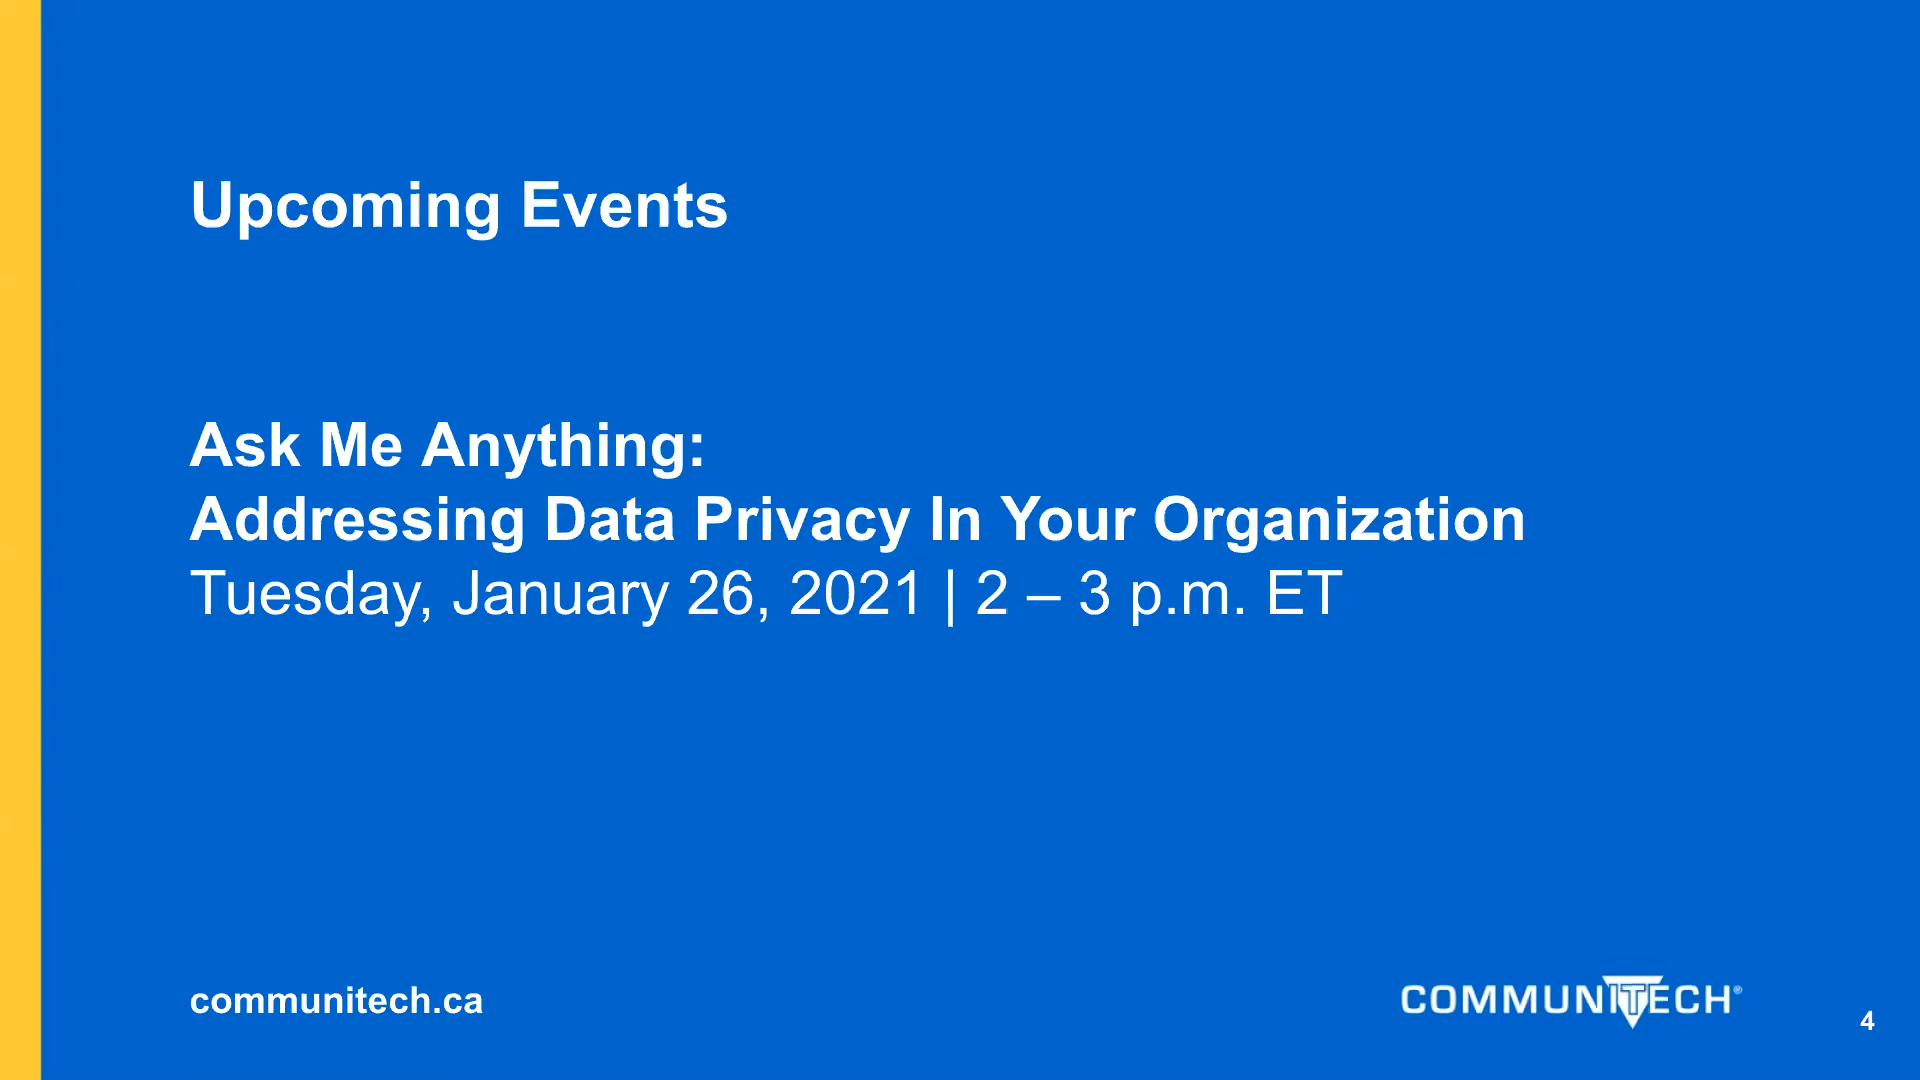 Upcoming Events
Ask Me Anything:
Addressing Data Privacy In Your Organization
Tuesday, January 26, 2021 | 2 – 3 p.m. ET
communitech.ca
COMMUNITECH®
4